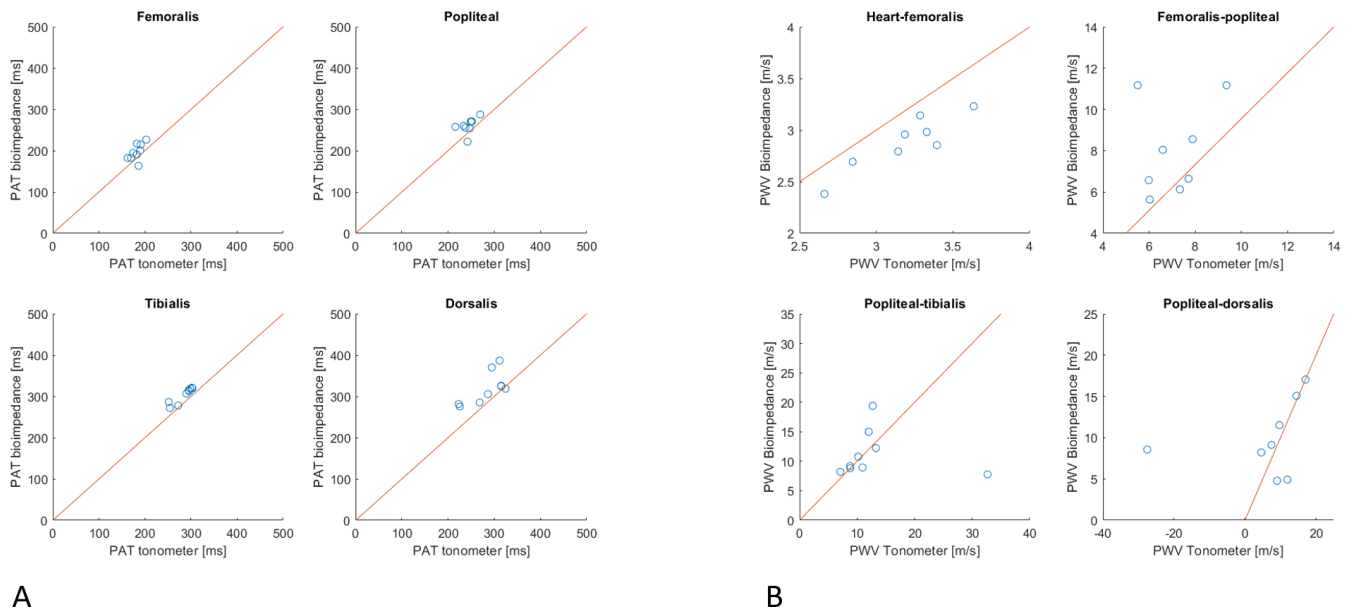 Femoralis
500
400
300
200
100
0
PAT bioimpedance [ms]
0 100 200 300 400 500
PAT tonometer [ms]
Popliteal
500
400
300
200
100
0
PAT bioimpedance [ms]
0 100 200 300 400 500
PAT tonometer [ms]
Tibialis
500
400
300
200
100
0
PAT bioimpedance [ms]
0 100 200 300 400 500
PAT tonometer [ms]
Dorsalis
500
400
300
200
100
0
PAT bioimpedance [ms]
0 100 200 300 400 500
PAT tonometer [ms]
A
Heart-femoralis
4
3.5
3
2.5
2
PWV Bioimpedance [m/s]
2.5 3 3.5 4
PWV Tonometer [m/s]
Femoralis-popliteal
14
12
10
8
6
4
PWV Bioimpedance [m/s]
4 6 8 10 12 14
PWV Tonometer [m/s]
Popliteal-tibialis
35
30
25
20
15
10
5
0
PWV Bioimpedance [m/s]
0 10 20 30 40
PWV Tonometer [m/s]
Popliteal-dorsalis
25
20
15
10
5
0
PWV Bioimpedance [m/s]
-40 -20 0 20
PWV Tonometer [m/s]
B